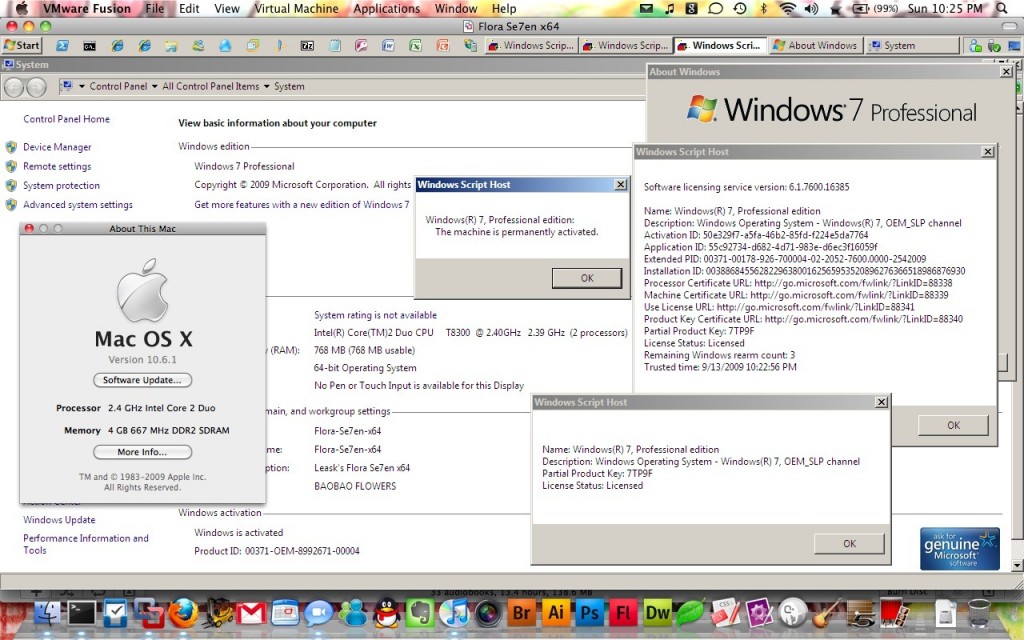 VMware Fusion File Edit View Virtual Machine Applications Window Help (99%) Sun 10:25 PM
Flora Se7en x64
Start Windows Scrip... Windows Scrip... Windows Scri... About Windows System
System
Control Panel All Control Panel Items System
Control Panel Home
Device Manager
Remote settings
System protection
Advanced system settings
View basic information about your computer
Windows edition
Windows 7 Professional
Copyright © 2009 Microsoft Corporation. All rights
Get more features with a new edition of Windows 7
About Windows
Windows 7 Professional
Windows Script Host
Windows(R) 7, Professional edition:
The machine is permanently activated.
OK
Windows Script Host
Software licensing service version: 6.1.7600.16385
Name: Windows(R) 7, Professional edition
Description: Windows Operating System - Windows(R) 7, OEM_SLP channel
Activation ID: 50e329f7-a5fa-46b2-85fd-f224e5da7764
Application ID: 55c92734-d682-4d71-983e-d6ec3f16059f
Extended PID: 00371-00178-926-700004-02-2052-7600.0000-2542009
Installation ID: 003886845562822963800162565953520896276366518986876930
Processor Certificate URL: http://go.microsoft.com/fwlink/?LinkID=88338
Machine Certificate URL: http://go.microsoft.com/fwlink/?LinkID=88339
Use License URL: http://go.microsoft.com/fwlink/?LinkID=88341
Product Key Certificate URL: http://go.microsoft.com/fwlink/?LinkID=88340
Partial Product Key: 7TP9F
License Status: Licensed
Remaining Windows rearm count: 3
Trusted time: 9/13/2009 10:22:56 PM
OK
About This Mac
Mac OS X
Version 10.6.1
Software Update...
Processor 2.4 GHz Intel Core 2 Duo
Memory 4 GB 667 MHz DDR2 SDRAM
More Info...
TM and © 1983-2009 Apple Inc.
All Rights Reserved.
System rating is not available
Intel(R) Core(TM)2 Duo CPU T8300 @ 2.40GHz 2.39 GHz (2 processors)
(RAM): 768 MB (768 MB usable)
64-bit Operating System
No Pen or Touch Input is available for this Display
main, and workgroup settings
Flora-Se7en-x64
me: Flora-Se7en-x64
ption: Leask's Flora Se7en x64
BAOBAO FLOWERS
Windows Script Host
Name: Windows(R) 7, Professional edition
Description: Windows Operating System - Windows(R) 7, OEM_SLP channel
Partial Product Key: 7TP9F
License Status: Licensed
OK
Action Center
Windows Update
Performance Information and
Tools
Windows activation
Windows is activated
Product ID: 00371-OEM-8992671-00004
ask for
genuine
Microsoft
software
33 audiobooks, 13.4 hours, 138.6 MB
Burn Disc
Br Ai Ps Fl Dw